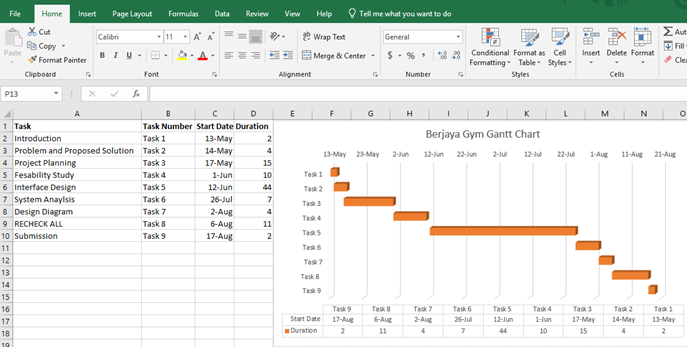 File Home Insert Page Layout Formulas Data Review View Help Tell me what you want to do
Paste
Cut
Copy
Format Painter
Calibri 11 A A
B I U
Wrap Text
Merge & Center
General
$ % ,
Conditional Formatting
Format as Table
Cell Styles
Insert Delete Format
Fill
Clipboard Font Alignment Number Styles Cells
P13 fx
A B C D E F G H I J K L M N O
1 Task Task Number Start Date Duration
2 Introduction Task 1 13-May 2
3 Problem and Proposed Solution Task 2 14-May 4
4 Project Planning Task 3 17-May 15
5 Fesability Study Task 4 1-Jun 10
6 Interface Design Task 5 12-Jun 44
7 System Anaylsis Task 6 26-Jul 7
8 Design Diagram Task 7 2-Aug 4
9 RECHECK ALL Task 8 6-Aug 11
10 Submission Task 9 17-Aug 2
11
12
13
14
15
16
17
18
19
Berjaya Gym Gantt Chart
13-May 23-May 2-Jun 12-Jun 22-Jun 2-Jul 12-Jul 22-Jul 1-Aug 11-Aug 21-Aug
Task 1
Task 2
Task 3
Task 4
Task 5
Task 6
Task 7
Task 8
Task 9
Task 9 Task 8 Task 7 Task 6 Task 5 Task 4 Task 3 Task 2 Task 1
Start Date 17-Aug 6-Aug 2-Aug 26-Jul 12-Jun 1-Jun 17-May 14-May 13-May
Duration 2 11 4 7 44 10 15 4 2